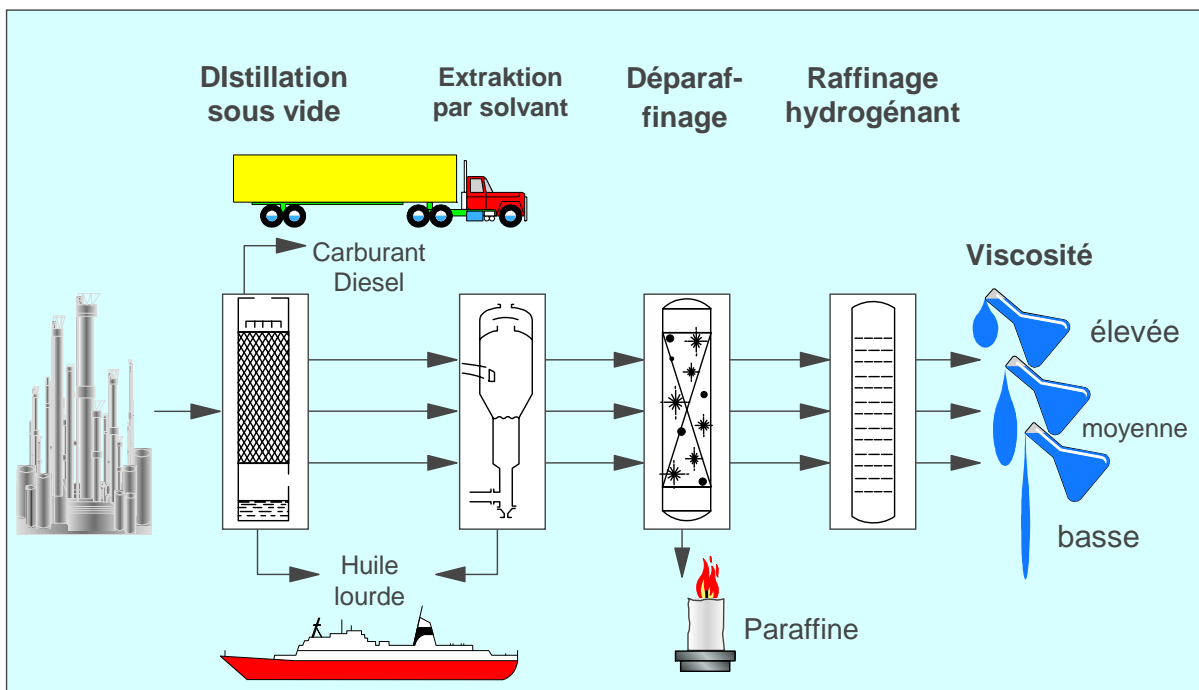 DIstillation
sous vide
Extraktion
par solvant
Déparaf-
finage
Raffinage
hydrogénant
Carburant
Diesel
Viscosité
élevée
moyenne
basse
Huile
lourde
Paraffine